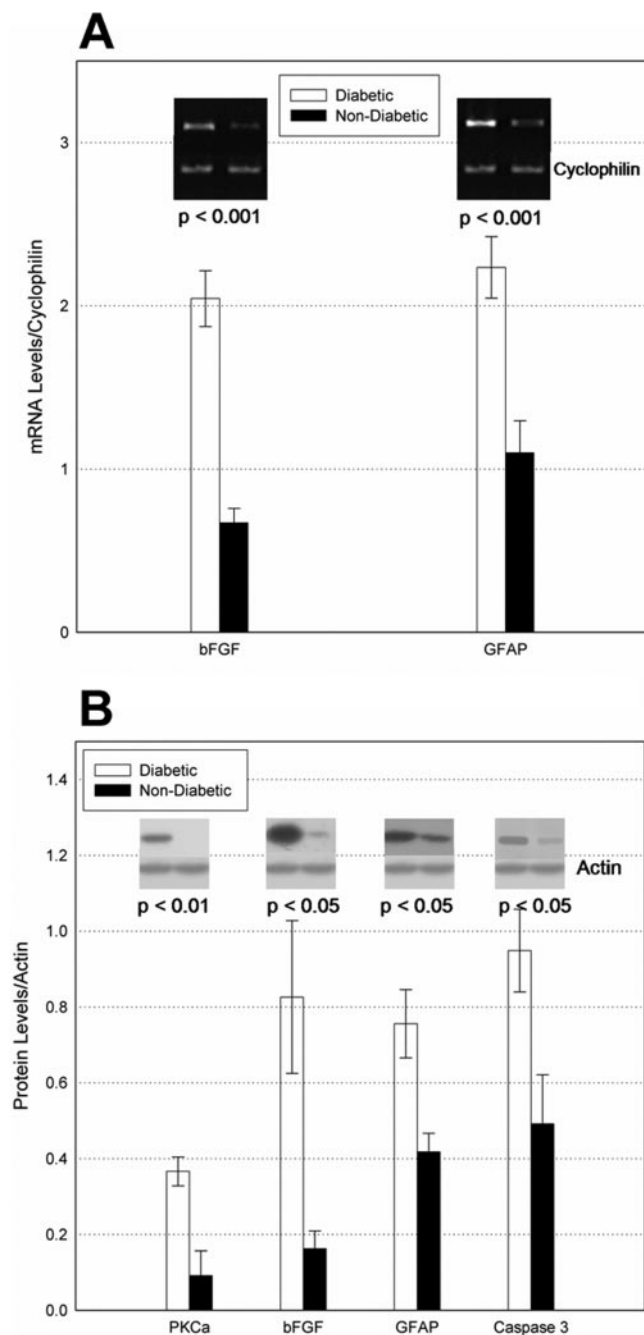 A
Diabetic
Non-Diabetic
Cyclophilin
p < 0.001 p < 0.001
3
2
1
0
mRNA Levels/Cyclophilin
bFGF GFAP
B
Diabetic
Non-Diabetic
Actin
p < 0.01 p < 0.05 p < 0.05 p < 0.05
1.4
1.2
1.0
0.8
0.6
0.4
0.2
0.0
Protein Levels/Actin
PKCa bFGF GFAP Caspase 3